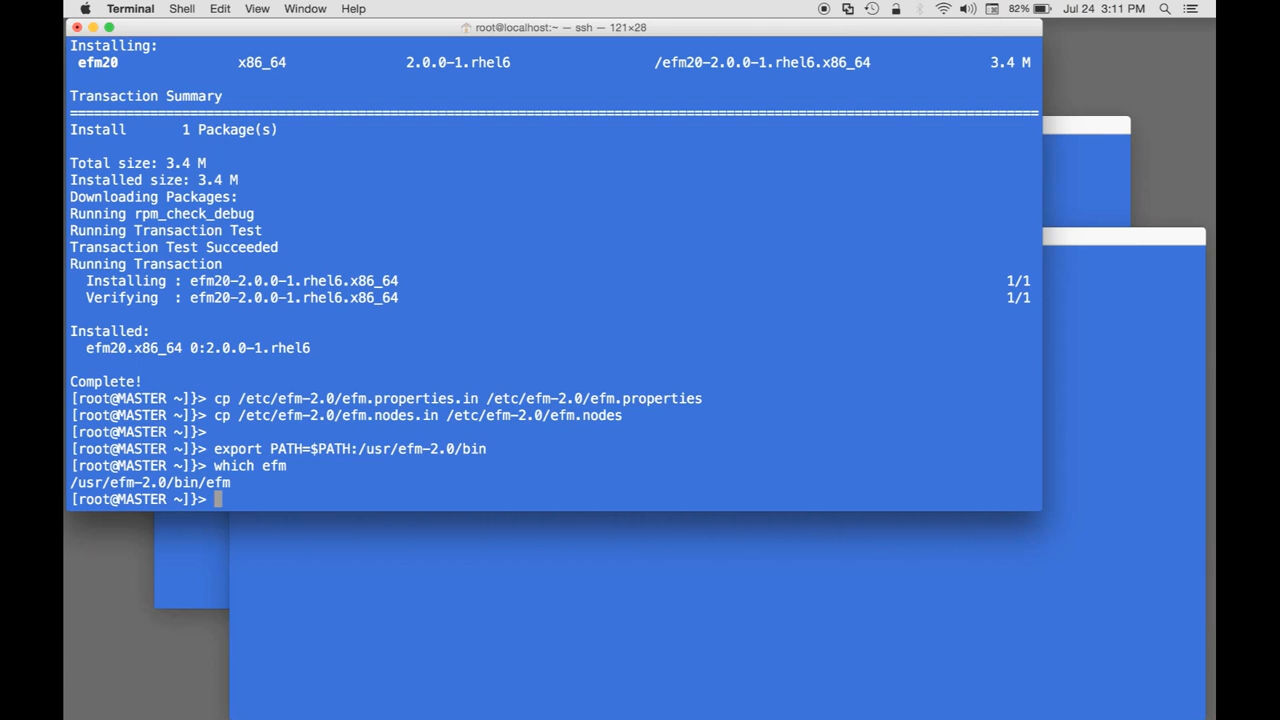 Terminal Shell Edit View Window Help 82% Jul 24 3:11 PM
root@localhost:~ — ssh — 121×28
Installing:
efm20 x86_64 2.0.0-1.rhel6 /efm20-2.0.0-1.rhel6.x86_64 3.4 M
Transaction Summary
================================================================================
Install 1 Package(s)
Total size: 3.4 M
Installed size: 3.4 M
Downloading Packages:
Running rpm_check_debug
Running Transaction Test
Transaction Test Succeeded
Running Transaction
Installing : efm20-2.0.0-1.rhel6.x86_64 1/1
Verifying : efm20-2.0.0-1.rhel6.x86_64 1/1
Installed:
efm20.x86_64 0:2.0.0-1.rhel6
Complete!
[root@MASTER ~]}> cp /etc/efm-2.0/efm.properties.in /etc/efm-2.0/efm.properties
[root@MASTER ~]}> cp /etc/efm-2.0/efm.nodes.in /etc/efm-2.0/efm.nodes
[root@MASTER ~]}>
[root@MASTER ~]}> export PATH=$PATH:/usr/efm-2.0/bin
[root@MASTER ~]}> which efm
/usr/efm-2.0/bin/efm
[root@MASTER ~]}>